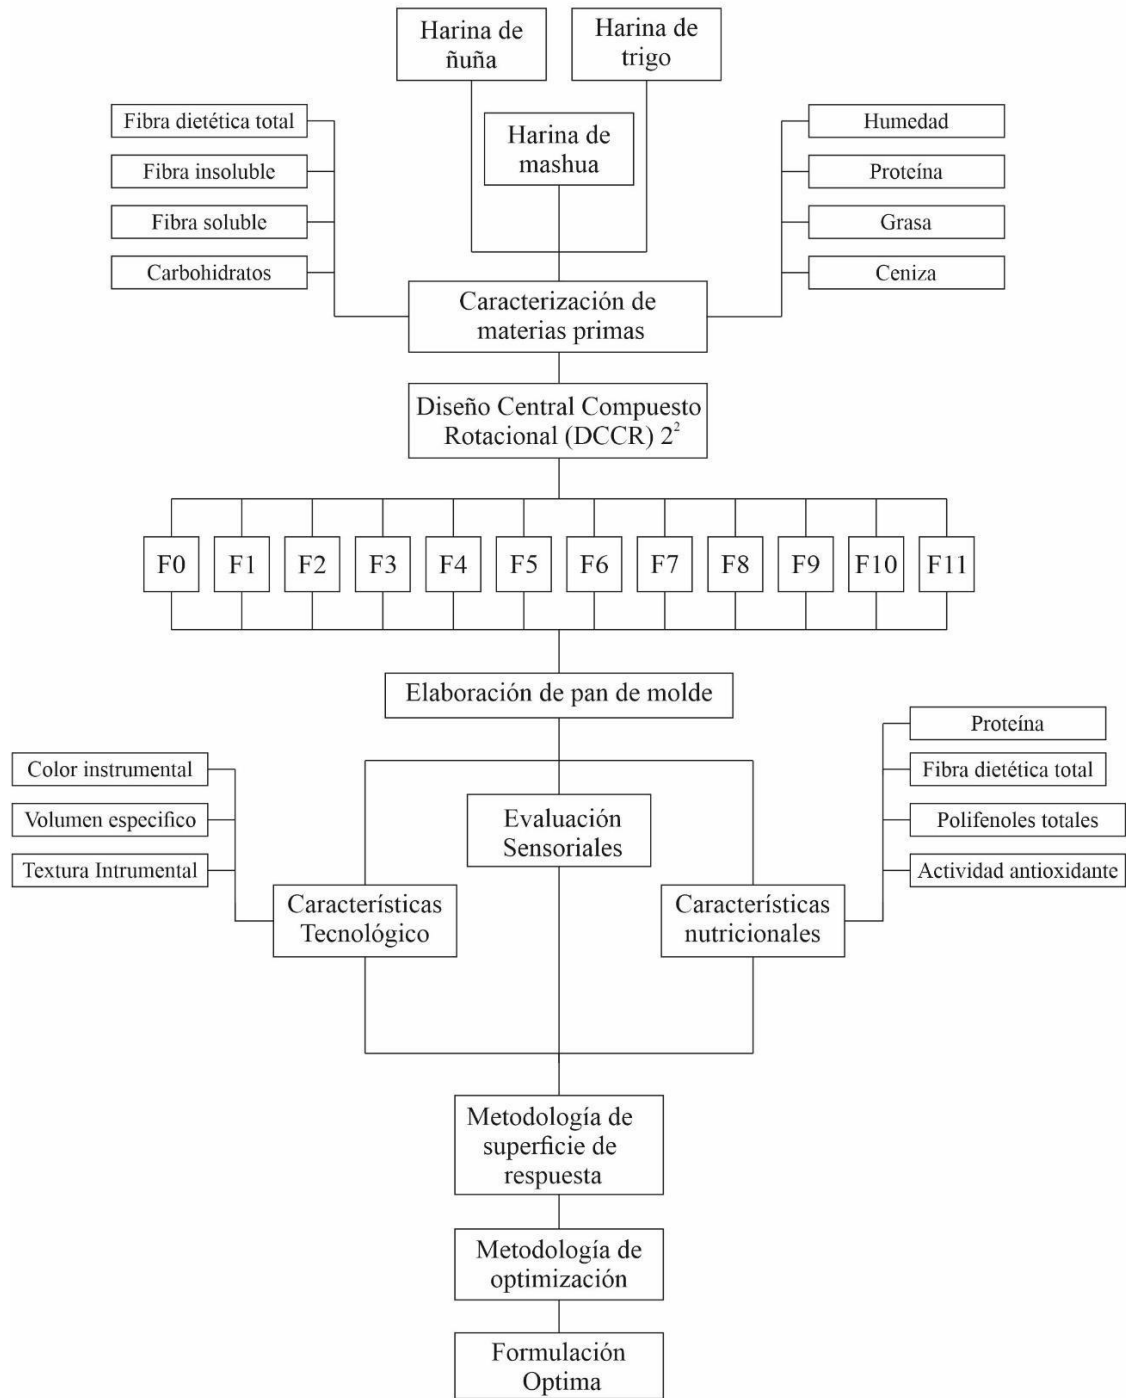 Harina de
ñuña
Harina de
trigo
Harina de
mashua
Fibra dietética total
Fibra insoluble
Fibra soluble
Carbohidratos
Humedad
Proteína
Grasa
Ceniza
Caracterización de
materias primas
Diseño Central Compuesto
Rotacional (DCCR) 2²
F0 F1 F2 F3 F4 F5 F6 F7 F8 F9 F10 F11
Elaboración de pan de molde
Color instrumental
Volumen especifico
Textura Intrumental
Evaluación
Sensoriales
Proteína
Fibra dietética total
Polifenoles totales
Actividad antioxidante
Características
Tecnológico
Características
nutricionales
Metodología de
superficie de
respuesta
Metodología de
optimización
Formulación
Optima